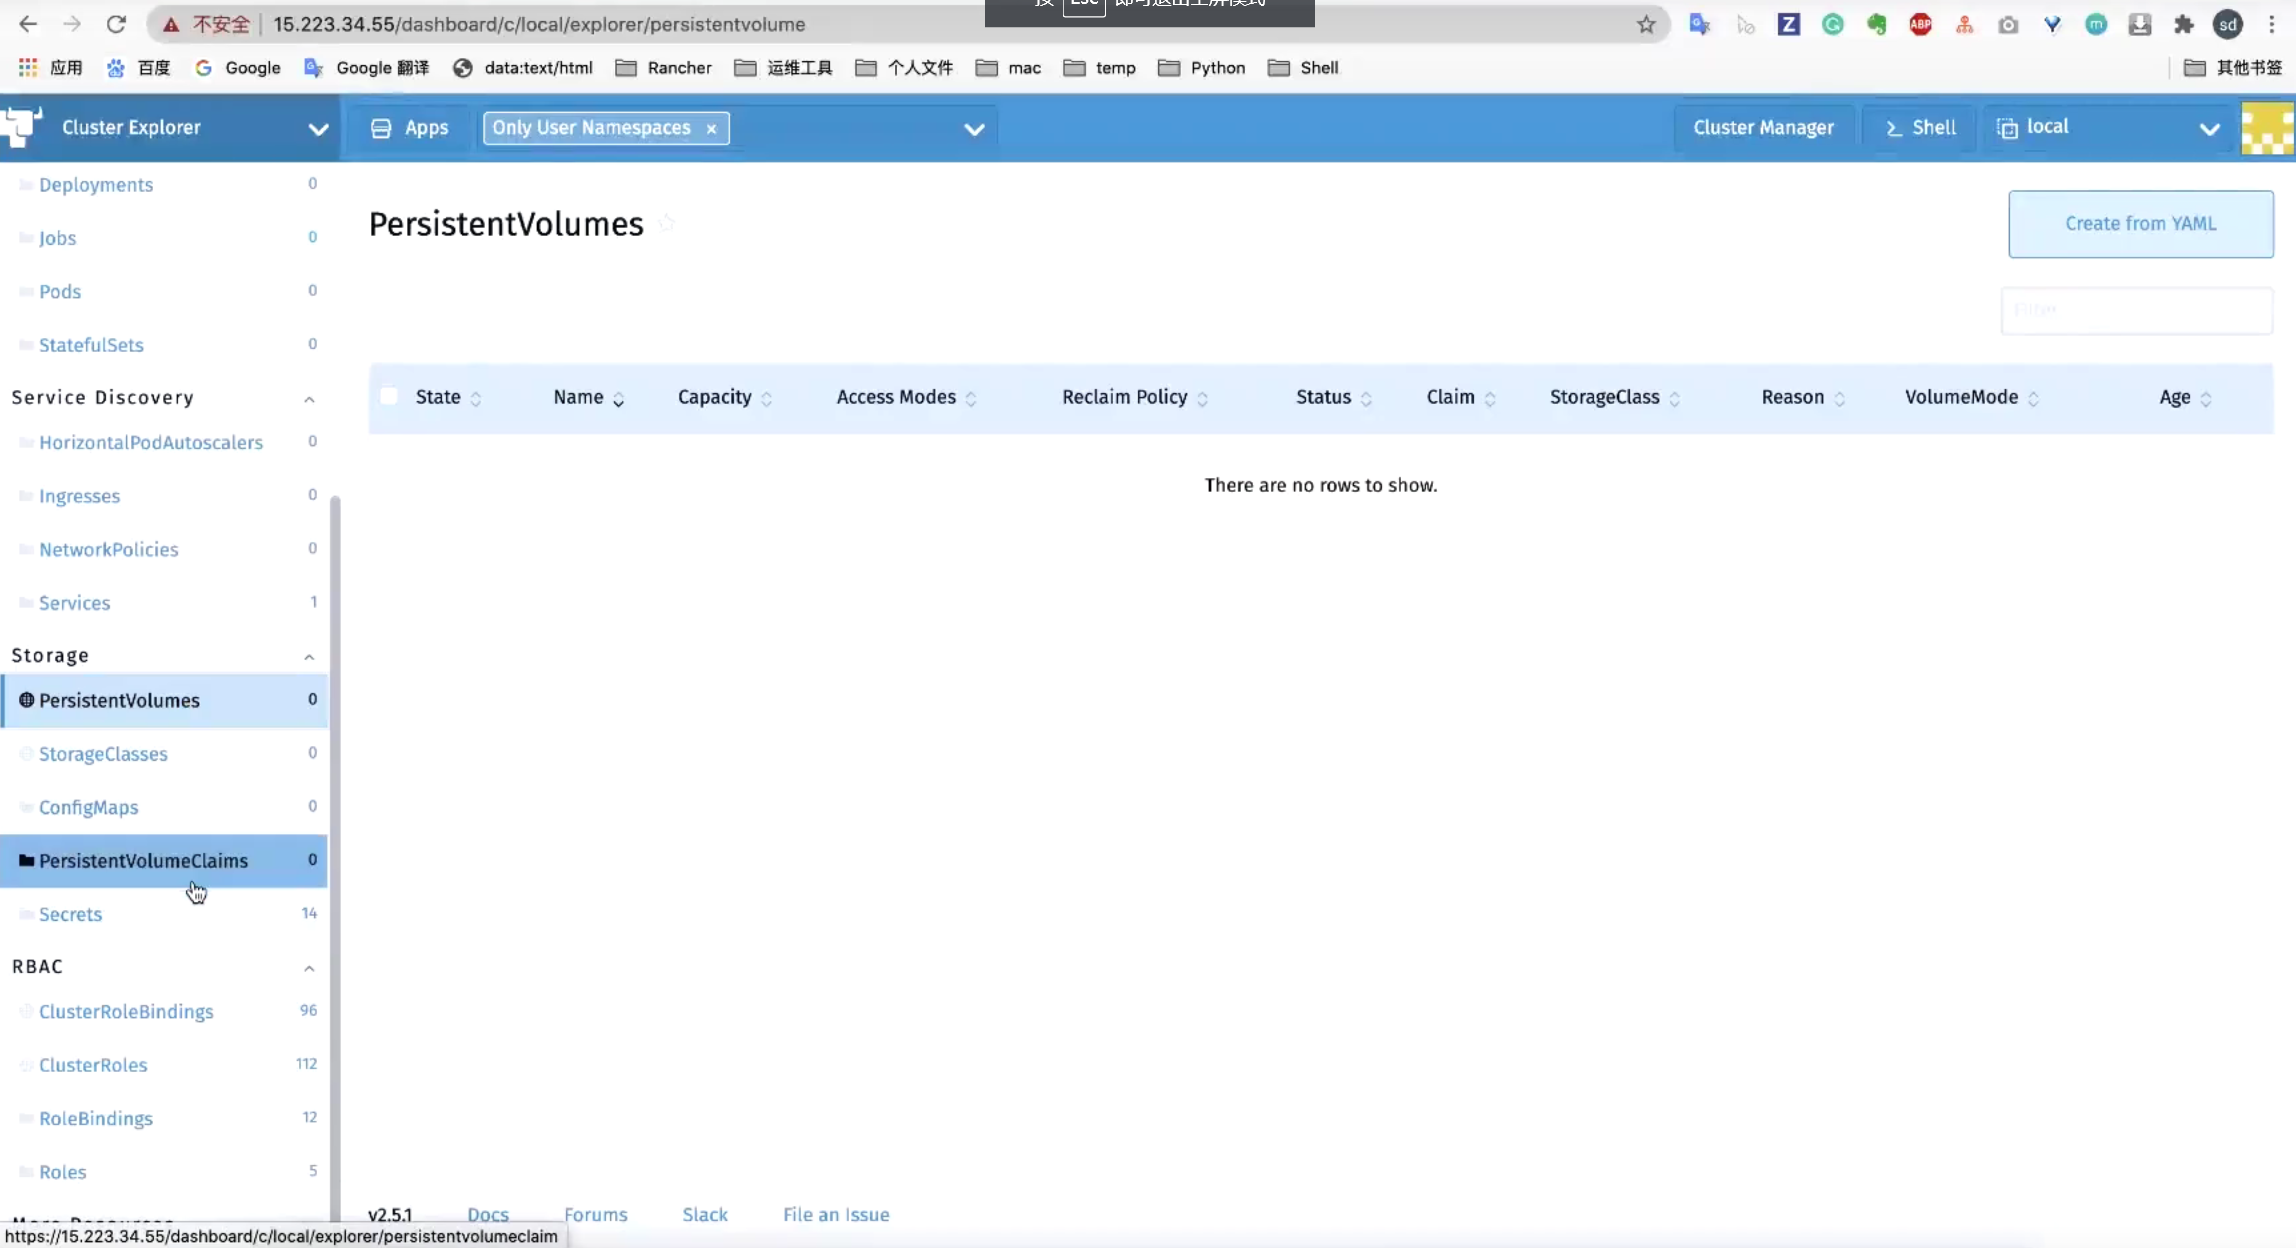 不安全 15.223.34.55/dashboard/c/local/explorer/persistentvolume
Esc
ABP
sd
应用 百度 Google Google 翻译 data:text/html Rancher 运维工具 个人文件 mac temp Python Shell 其他书签
Cluster Explorer Apps Only User Namespaces × Cluster Manager Shell local
Deployments 0
Jobs 0
Pods 0
StatefulSets 0
Service Discovery
HorizontalPodAutoscalers 0
Ingresses 0
NetworkPolicies 0
Services 1
Storage
PersistentVolumes 0
StorageClasses 0
ConfigMaps 0
PersistentVolumeClaims 0
Secrets 14
RBAC
ClusterRoleBindings 96
ClusterRoles 112
RoleBindings 12
Roles 5
More Resources
PersistentVolumes
Create from YAML
Filter
State Name Capacity Access Modes Reclaim Policy Status Claim StorageClass Reason VolumeMode Age
There are no rows to show.
v2.5.1 Docs Forums Slack File an Issue
https://15.223.34.55/dashboard/c/local/explorer/persistentvolumeclaim